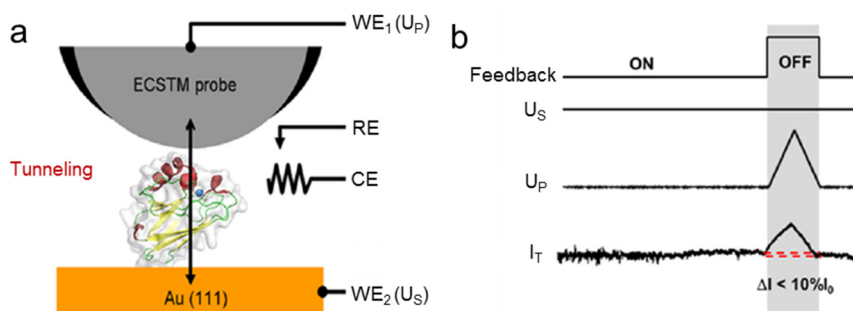 a
WE₁(Uₚ)
ECSTM probe
RE
Tunneling
CE
Au (111)
WE₂(Uₛ)
b
Feedback
ON
OFF
Uₛ
Uₚ
I_T
ΔI < 10%I₀